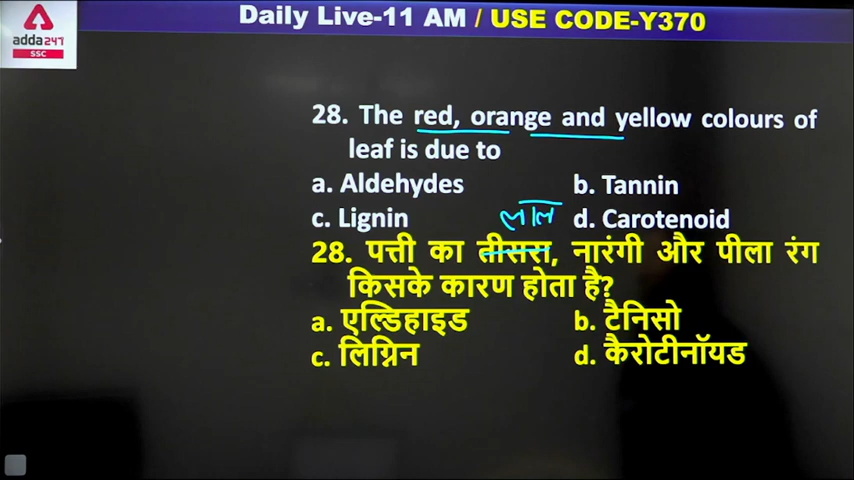 Daily Live-11 AM / USE CODE-Y370
adda247
SSC
28. The red, orange and yellow colours of
leaf is due to
a. Aldehydes b. Tannin
c. Lignin लाल d. Carotenoid
28. पत्ती का तीसरा, नारंगी और पीला रंग
किसके कारण होता है?
a. एल्डिहाइड b. टैनिसो
c. लिग्निन d. कैरोटीनॉयड